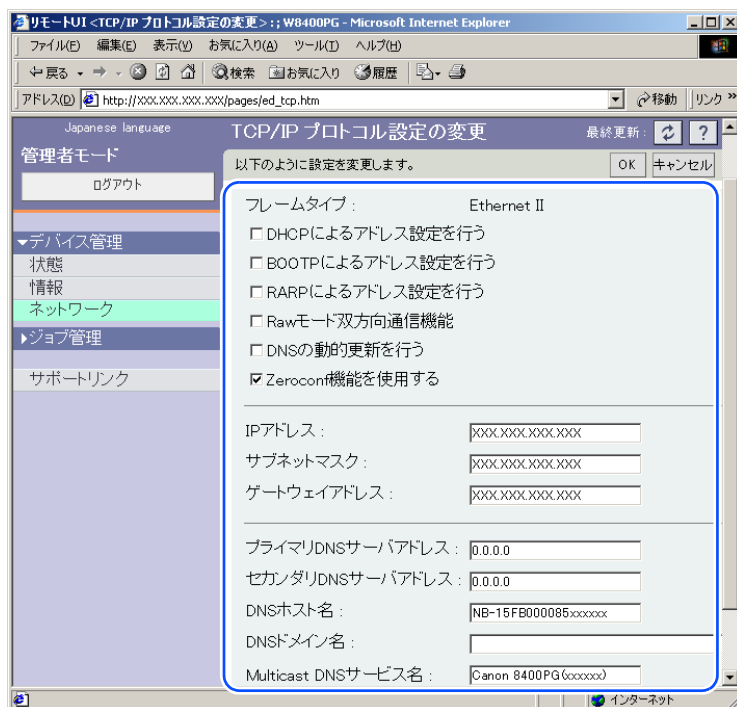 リモートUI <TCP/IP プロトコル設定の変更> : ; W8400PG - Microsoft Internet Explorer
ファイル(F) 編集(E) 表示(V) お気に入り(A) ツール(T) ヘルプ(H)
戻る 検索 お気に入り 履歴
アドレス(D) http://XXX.XXX.XXX.XXX/pages/ed_tcp.htm 移動 リンク »
Japanese language
管理者モード
ログアウト
▼デバイス管理
状態
情報
ネットワーク
▶ジョブ管理
サポートリンク
TCP/IP プロトコル設定の変更 最終更新: ?
以下のように設定を変更します。 OK キャンセル
フレームタイプ : Ethernet II
DHCPによるアドレス設定を行う
BOOTPによるアドレス設定を行う
RARPによるアドレス設定を行う
Rawモード双方向通信機能
DNSの動的更新を行う
Zeroconf機能を使用する
IPアドレス : XXX.XXX.XXX.XXX
サブネットマスク : XXX.XXX.XXX.XXX
ゲートウェイアドレス : XXX.XXX.XXX.XXX
プライマリDNSサーバアドレス : 0.0.0.0
セカンダリDNSサーバアドレス : 0.0.0.0
DNSホスト名 : NB-15FB000085xxxxxx
DNSドメイン名 :
Multicast DNSサービス名 : Canon 8400PG(xxxxxx)
インターネット